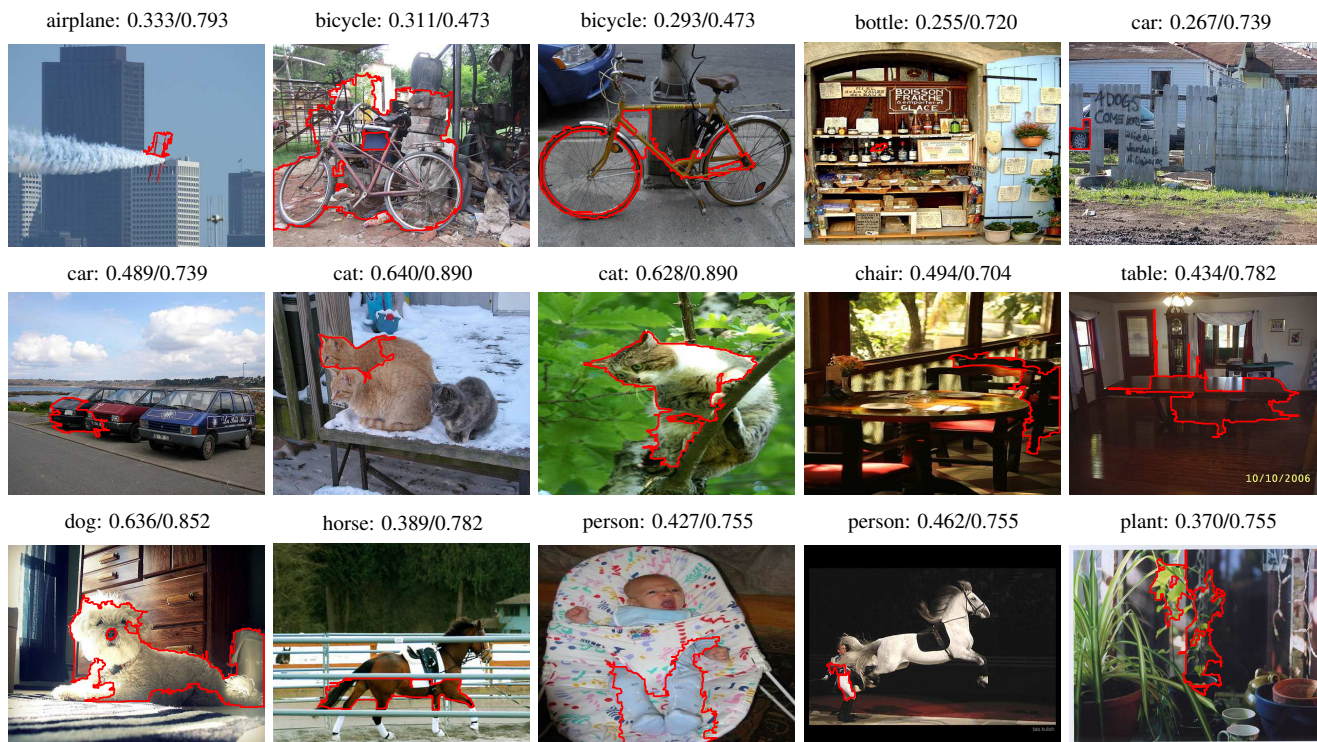 airplane: 0.333/0.793
bicycle: 0.311/0.473
bicycle: 0.293/0.473
bottle: 0.255/0.720
car: 0.267/0.739
BOISSON
FRAICHE
GLACE
A DOGS
COME HERE
car: 0.489/0.739
cat: 0.640/0.890
cat: 0.628/0.890
chair: 0.494/0.704
table: 0.434/0.782
10/10/2006
dog: 0.636/0.852
horse: 0.389/0.782
person: 0.427/0.755
person: 0.462/0.755
plant: 0.370/0.755